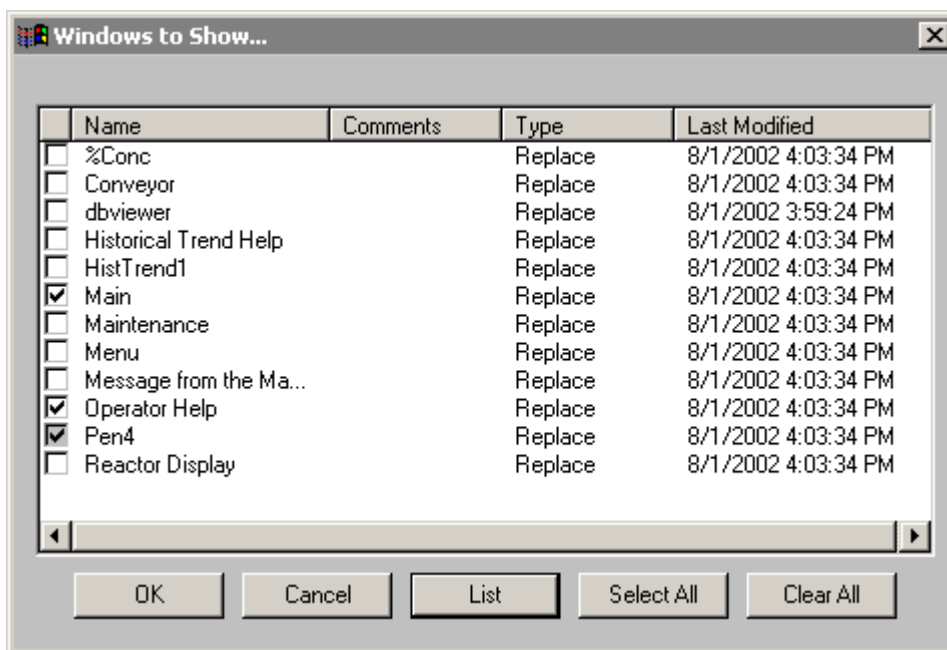 Windows to Show...
Name Comments Type Last Modified
%Conc Replace 8/1/2002 4:03:34 PM
Conveyor Replace 8/1/2002 4:03:34 PM
dbviewer Replace 8/1/2002 3:59:24 PM
Historical Trend Help Replace 8/1/2002 4:03:34 PM
HistTrend1 Replace 8/1/2002 4:03:34 PM
Main Replace 8/1/2002 4:03:34 PM
Maintenance Replace 8/1/2002 4:03:34 PM
Menu Replace 8/1/2002 4:03:34 PM
Message from the Ma... Replace 8/1/2002 4:03:34 PM
Operator Help Replace 8/1/2002 4:03:34 PM
Pen4 Replace 8/1/2002 4:03:34 PM
Reactor Display Replace 8/1/2002 4:03:34 PM
OK Cancel List Select All Clear All